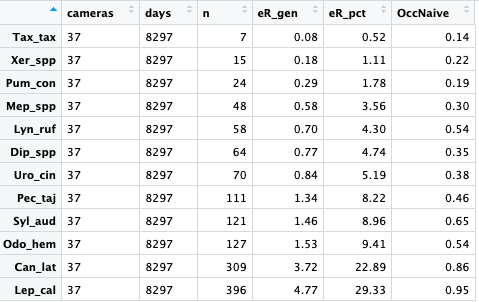 cameras days n eR_gen eR_pct OccNaive
Tax_tax 37 8297 7 0.08 0.52 0.14
Xer_spp 37 8297 15 0.18 1.11 0.22
Pum_con 37 8297 24 0.29 1.78 0.19
Mep_spp 37 8297 48 0.58 3.56 0.30
Lyn_ruf 37 8297 58 0.70 4.30 0.54
Dip_spp 37 8297 64 0.77 4.74 0.35
Uro_cin 37 8297 70 0.84 5.19 0.38
Pec_taj 37 8297 111 1.34 8.22 0.46
Syl_aud 37 8297 121 1.46 8.96 0.65
Odo_hem 37 8297 127 1.53 9.41 0.54
Can_lat 37 8297 309 3.72 22.89 0.86
Lep_cal 37 8297 396 4.77 29.33 0.95